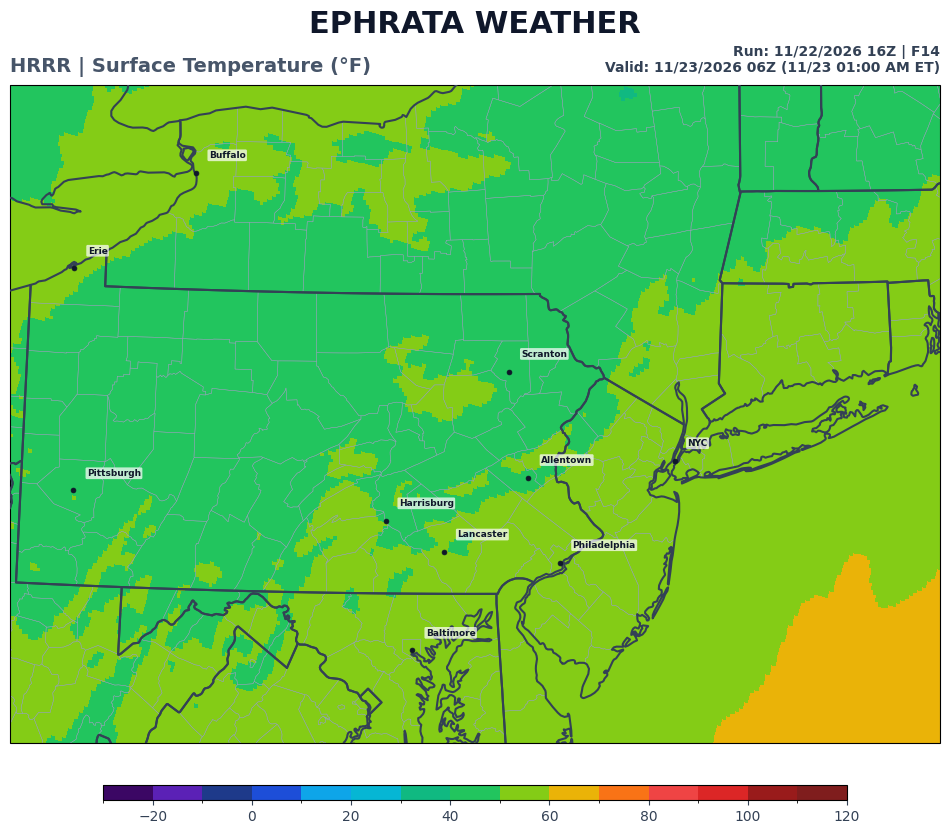 EPHRATA WEATHER
HRRR | Surface Temperature (°F)
Run: 11/22/2026 16Z | F14
Valid: 11/23/2026 06Z (11/23 01:00 AM ET)
Buffalo
Erie
Scranton
NYC
Allentown
Pittsburgh
Harrisburg
Lancaster
Philadelphia
Baltimore
−20 0 20 40 60 80 100 120